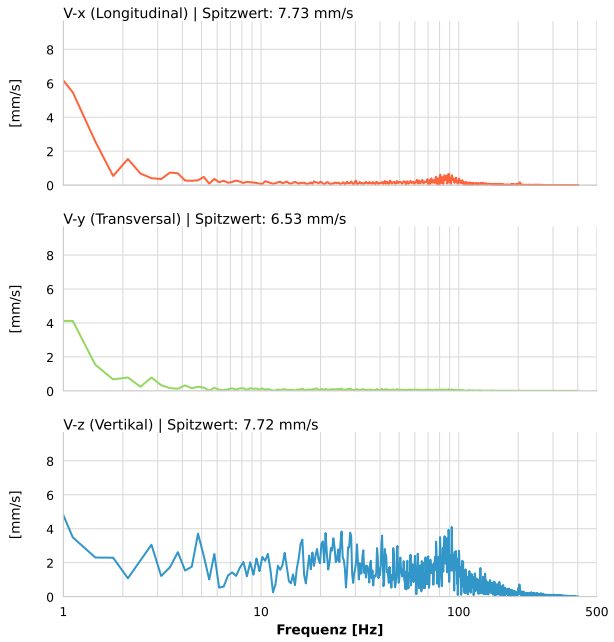 V-x (Longitudinal) | Spitzwert: 7.73 mm/s
8
6
4
2
0
[mm/s]
V-y (Transversal) | Spitzwert: 6.53 mm/s
8
6
4
2
0
[mm/s]
V-z (Vertikal) | Spitzwert: 7.72 mm/s
8
6
4
2
0
[mm/s]
1 10 100 500
Frequenz [Hz]